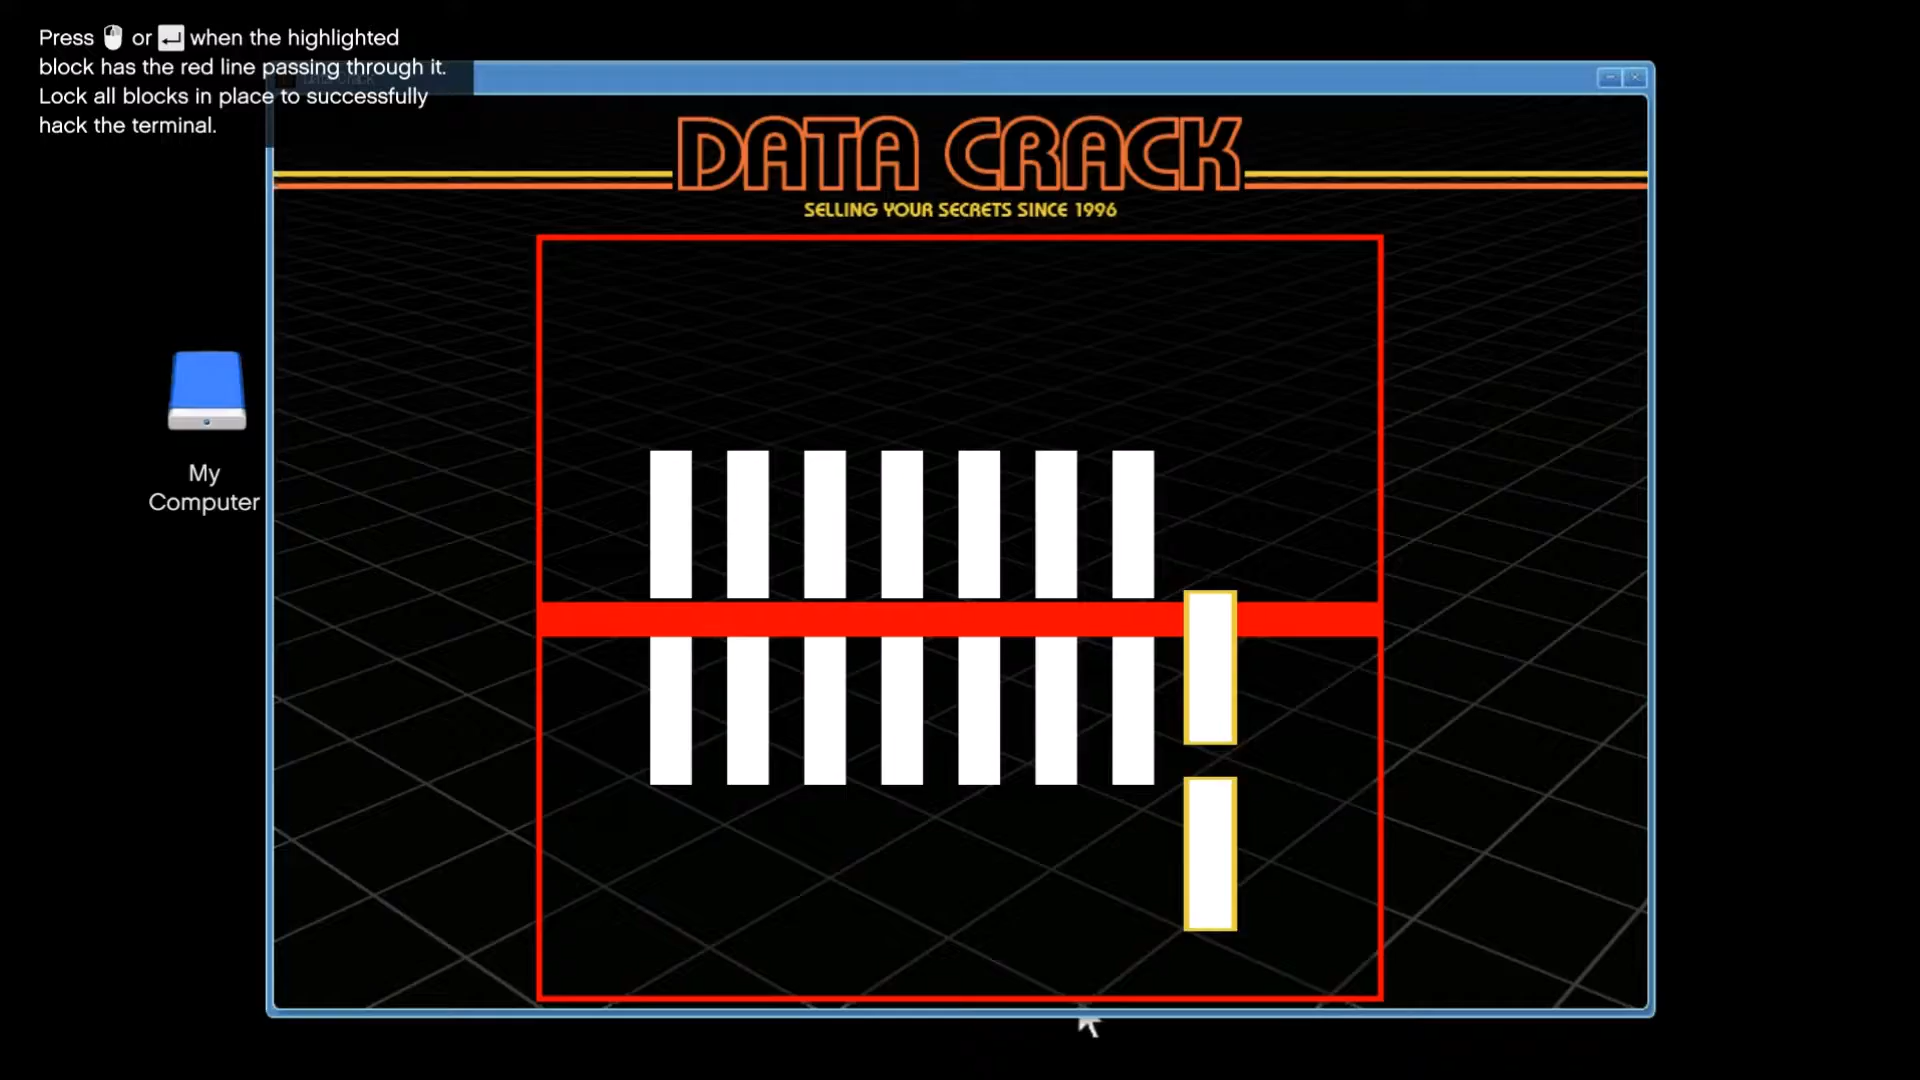 Press or when the highlighted
block has the red line passing through it.
Lock all blocks in place to successfully
hack the terminal.
DATA CRACK
SELLING YOUR SECRETS SINCE 1996
My
Computer